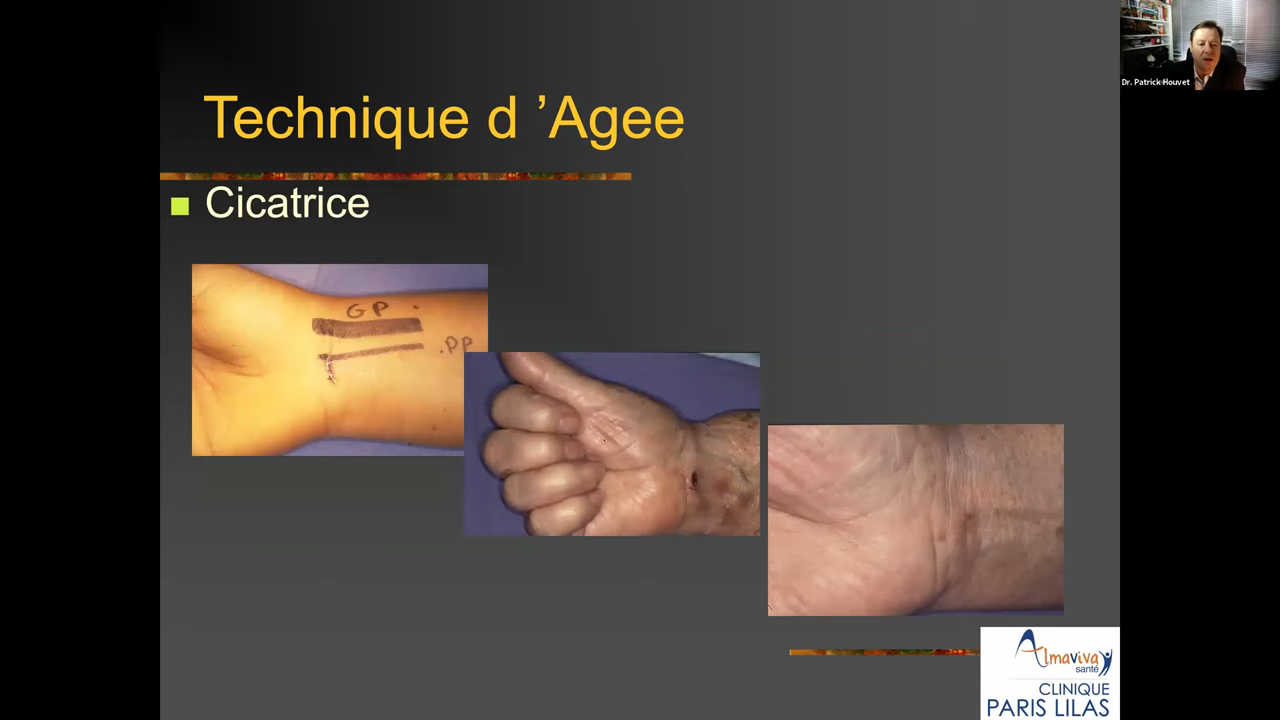 Technique d ’Agee
Cicatrice
GP
.PP
Dr. Patrick Houvet
Almaviva
santé
CLINIQUE
PARIS LILAS